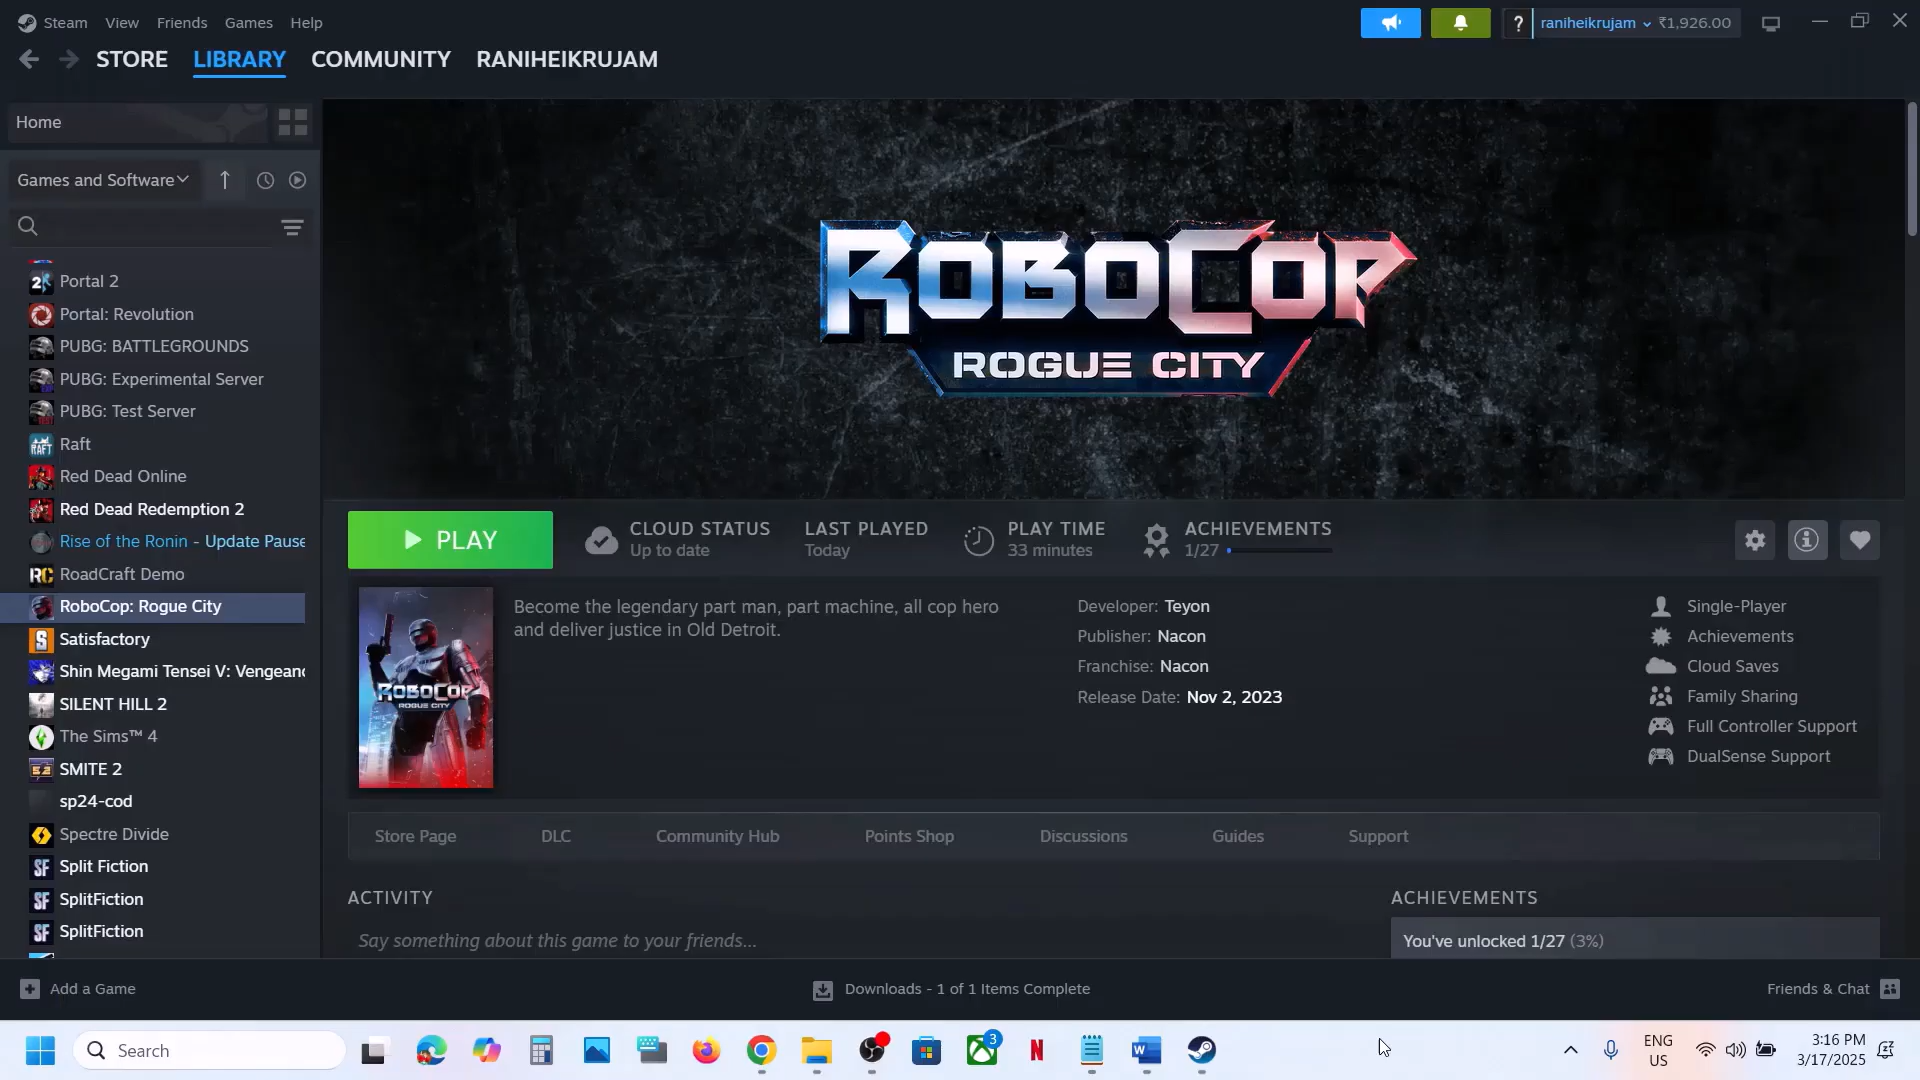 Steam View Friends Games Help
? raniheikrujam ₹1,926.00
STORE LIBRARY COMMUNITY RANIHEIKRUJAM
Home
Games and Software
Portal 2
Portal: Revolution
PUBG: BATTLEGROUNDS
PUBG: Experimental Server
PUBG: Test Server
Raft
Red Dead Online
Red Dead Redemption 2
Rise of the Ronin - Update Pause
RoadCraft Demo
RoboCop: Rogue City
Satisfactory
Shin Megami Tensei V: Vengeanc
SILENT HILL 2
The Sims™ 4
SMITE 2
sp24-cod
Spectre Divide
Split Fiction
SplitFiction
SplitFiction
ROBOCOP
ROGUE CITY
PLAY
CLOUD STATUS
Up to date
LAST PLAYED
Today
PLAY TIME
33 minutes
ACHIEVEMENTS
1/27
ROBOCOP
ROGUE CITY
Become the legendary part man, part machine, all cop hero
and deliver justice in Old Detroit.
Developer: Teyon
Publisher: Nacon
Franchise: Nacon
Release Date: Nov 2, 2023
Single-Player
Achievements
Cloud Saves
Family Sharing
Full Controller Support
DualSense Support
Store Page DLC Community Hub Points Shop Discussions Guides Support
ACTIVITY
Say something about this game to your friends...
ACHIEVEMENTS
You've unlocked 1/27 (3%)
Add a Game
Downloads - 1 of 1 Items Complete
Friends & Chat
Search
3
ENG
US
3:16 PM
3/17/2025